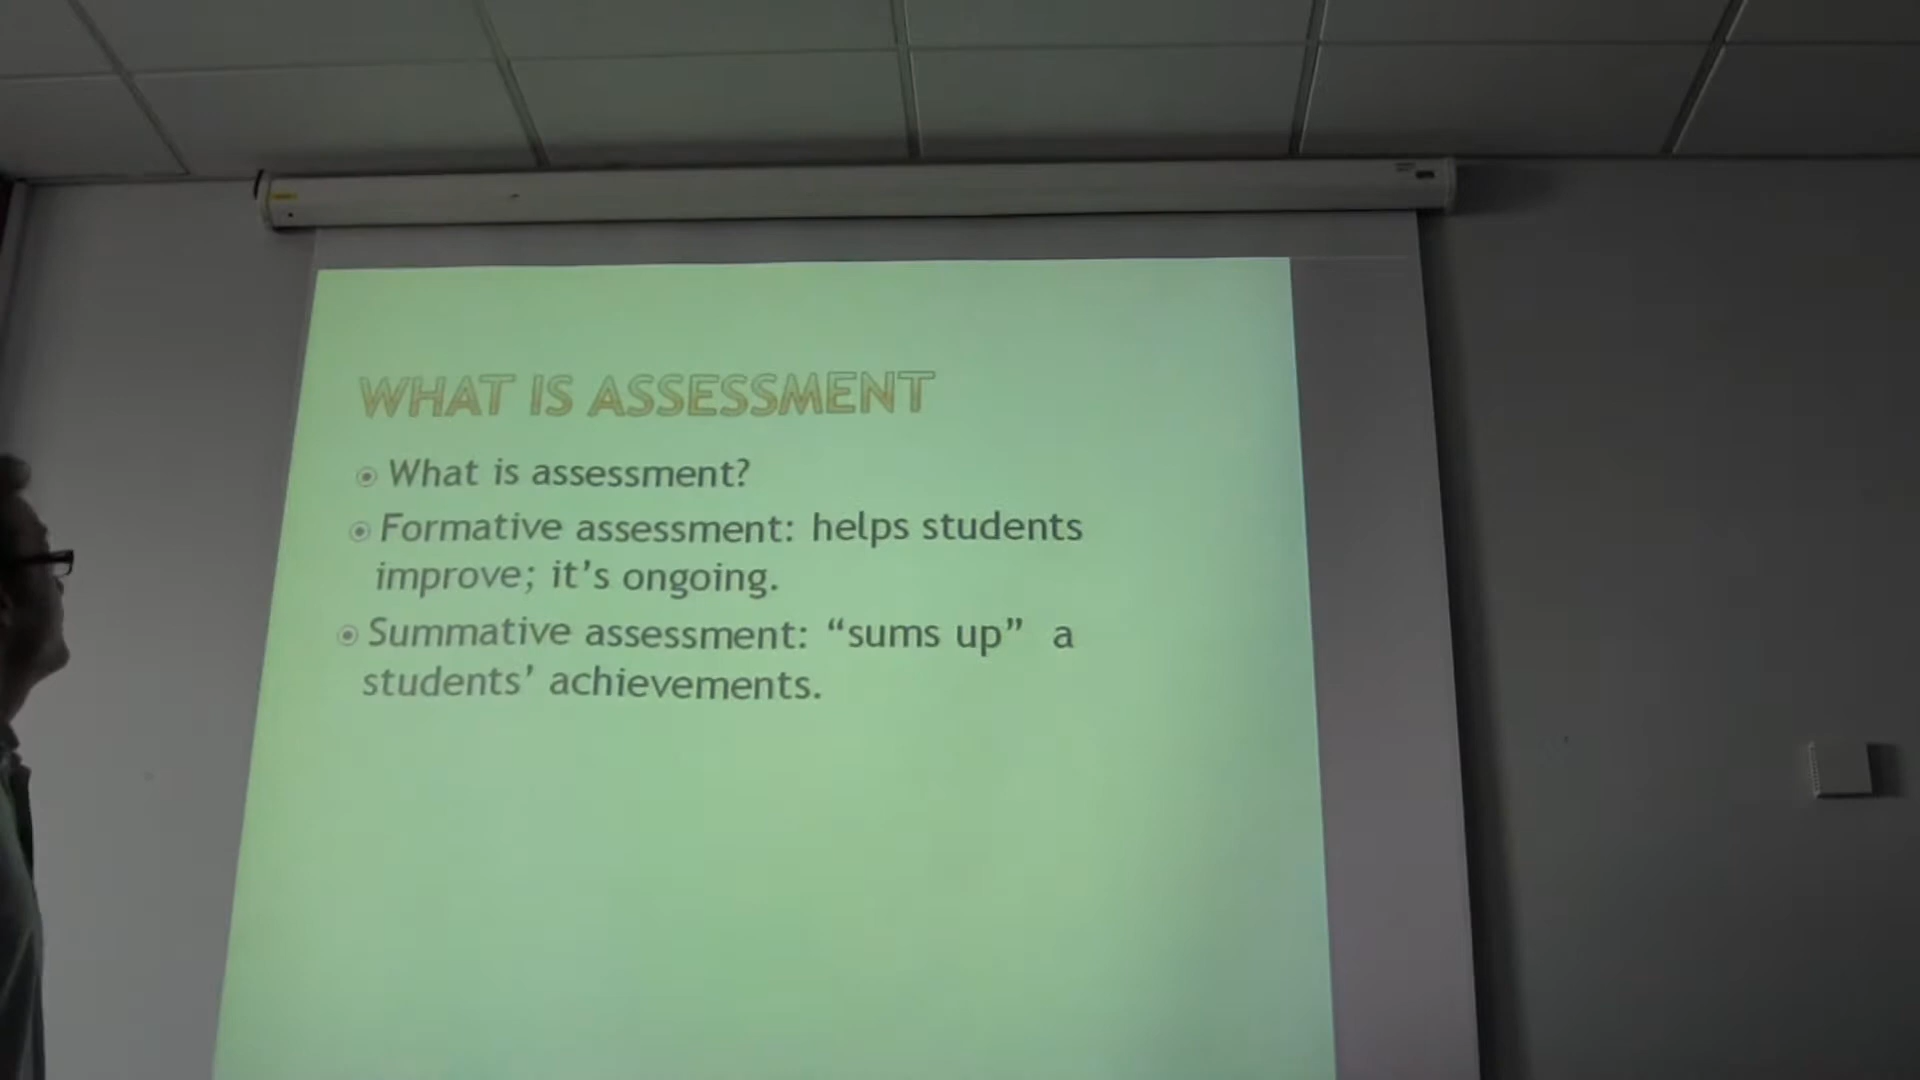 WHAT IS ASSESSMENT
What is assessment?
Formative assessment: helps students
improve; it's ongoing.
Summative assessment: “sums up” a
students’ achievements.